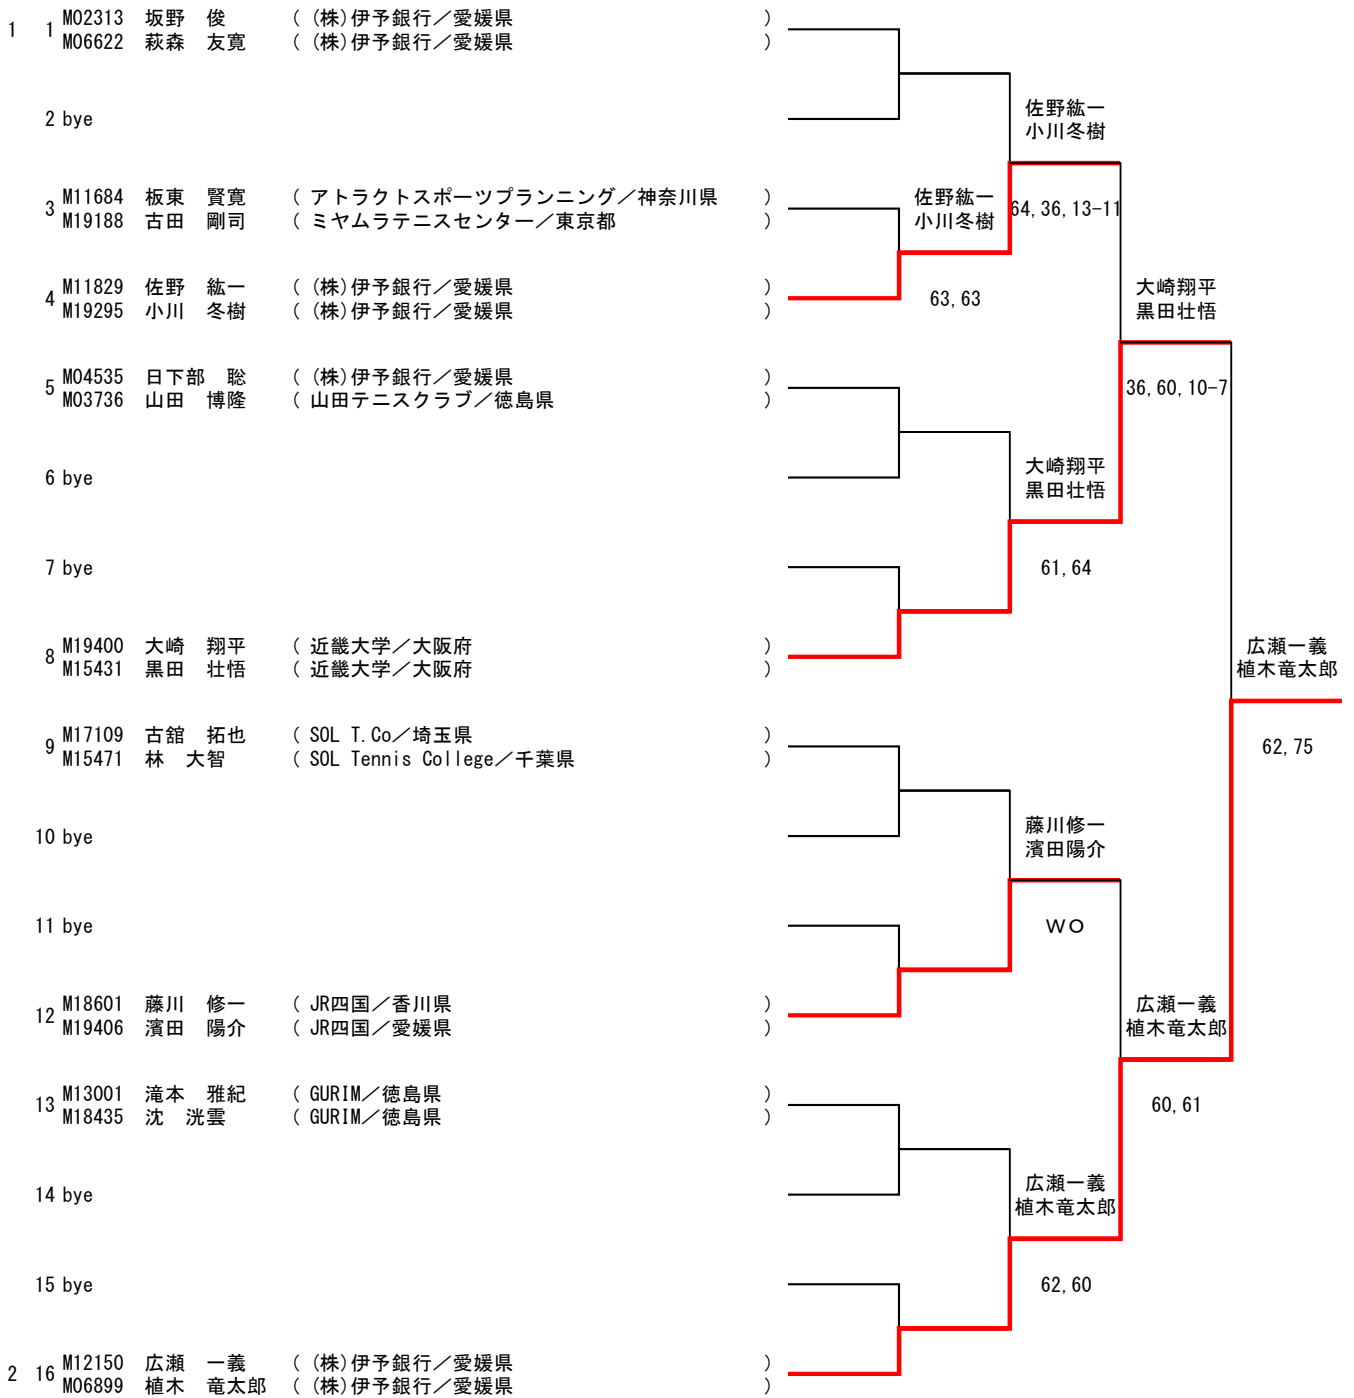 M02313 坂野 俊 ( (株)伊予銀行／愛媛県 )
1 1
M06622 萩森 友寛 ( (株)伊予銀行／愛媛県 )
佐野紘一
2 bye
小川冬樹
M11684 板東 賢寛 ( アトラクトスポーツプランニング／神奈川県 ) 佐野紘一
3
64,36,13-11
M19188 古田 剛司 ( ミヤムラテニスセンター／東京都 ) 小川冬樹
M11829 佐野 紘一 ( (株)伊予銀行／愛媛県 ) 大崎翔平
4
63,63
M19295 小川 冬樹 ( (株)伊予銀行／愛媛県 ) 黒田壮悟
M04535 日下部 聡 ( (株)伊予銀行／愛媛県 )
5
36,60,10-7
M03736 山田 博隆 ( 山田テニスクラブ／徳島県 )
大崎翔平
6 bye
黒田壮悟
7 bye 61,64
M19400 大崎 翔平 ( 近畿大学／大阪府 ) 広瀬一義
8
M15431 黒田 壮悟 ( 近畿大学／大阪府 ) 植木竜太郎
M17109 古舘 拓也 ( SOL T.Co／埼玉県 )
9
62,75
M15471 林 大智 ( SOL Tennis College／千葉県 )
藤川修一
10 bye
濱田陽介
11 bye WO
M18601 藤川 修一 ( JR四国／香川県 ) 広瀬一義
12
M19406 濱田 陽介 ( JR四国／愛媛県 ) 植木竜太郎
M13001 滝本 雅紀 ( GURIM／徳島県 )
13
60,61
M18435 沈 洸雲 ( GURIM／徳島県 )
広瀬一義
14 bye
植木竜太郎
15 bye 62,60
M12150 広瀬 一義 ( (株)伊予銀行／愛媛県 )
2 16
M06899 植木 竜太郎 ( (株)伊予銀行／愛媛県 )